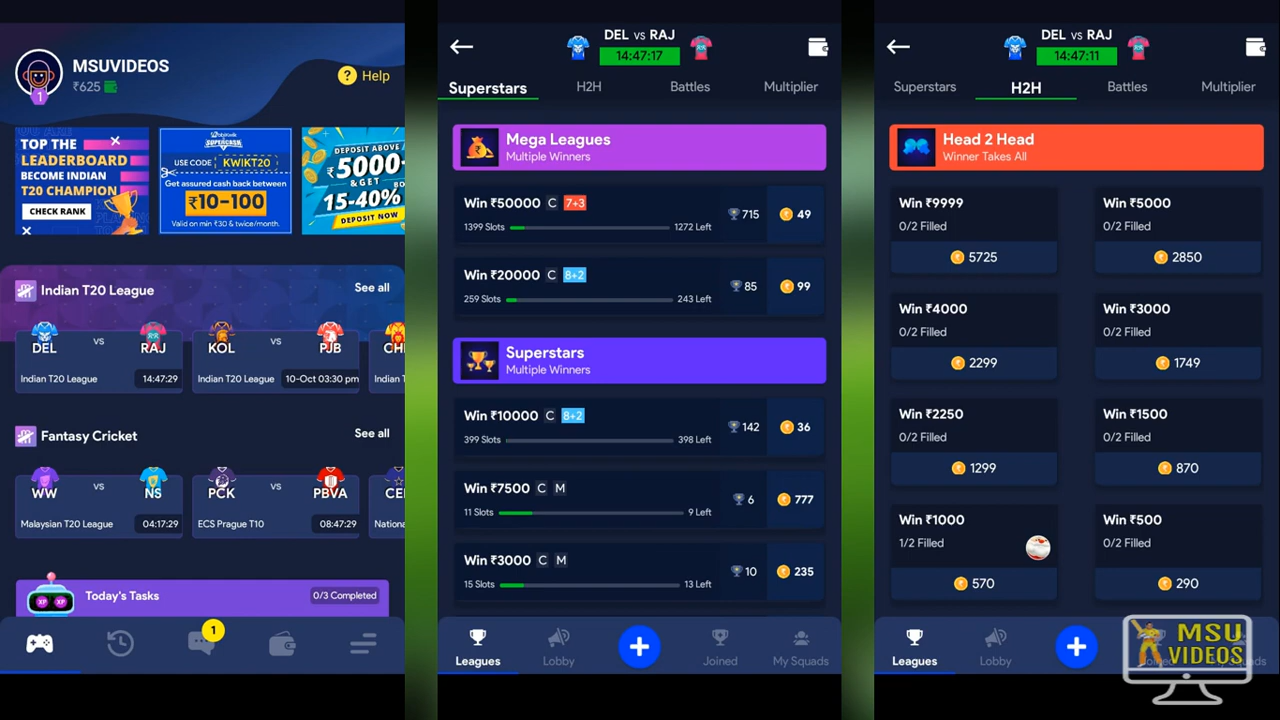 MSUVIDEOS
₹625
1
? Help
TOP THE
LEADERBOARD
BECOME INDIAN
T20 CHAMPION
CHECK RANK
SUPERCASH
USE CODE KWIKT20
Get assured cash back between
₹10-100
Valid on min ₹30 & twice/month.
DEPOSIT ABOVE
₹5000
& GET
15-40%
DEPOSIT NOW
Indian T20 League
See all
DEL vs RAJ
Indian T20 League 14:47:29
KOL vs PJB
Indian T20 League 10-Oct 03:30 pm
Fantasy Cricket
See all
WW vs NS
Malaysian T20 League 04:17:29
PCK vs PBVA
ECS Prague T10 08:47:29
Today's Tasks
0/3 Completed
XP XP
1
DEL vs RAJ
14:47:17
Superstars H2H Battles Multiplier
Mega Leagues
Multiple Winners
Win ₹50000 C 7+3
715
49
1399 Slots 1272 Left
Win ₹20000 C 8+2
85
99
259 Slots 243 Left
Superstars
Multiple Winners
Win ₹10000 C 8+2
142
36
399 Slots 398 Left
Win ₹7500 C M
6
777
11 Slots 9 Left
Win ₹3000 C M
10
235
15 Slots 13 Left
Leagues Lobby + Joined My Squads
DEL vs RAJ
14:47:11
Superstars H2H Battles Multiplier
Head 2 Head
Winner Takes All
Win ₹9999
0/2 Filled
5725
Win ₹5000
0/2 Filled
2850
Win ₹4000
0/2 Filled
2299
Win ₹3000
0/2 Filled
1749
Win ₹2250
0/2 Filled
1299
Win ₹1500
0/2 Filled
870
Win ₹1000
1/2 Filled
570
Win ₹500
0/2 Filled
290
Leagues Lobby +
MSU
VIDEOS